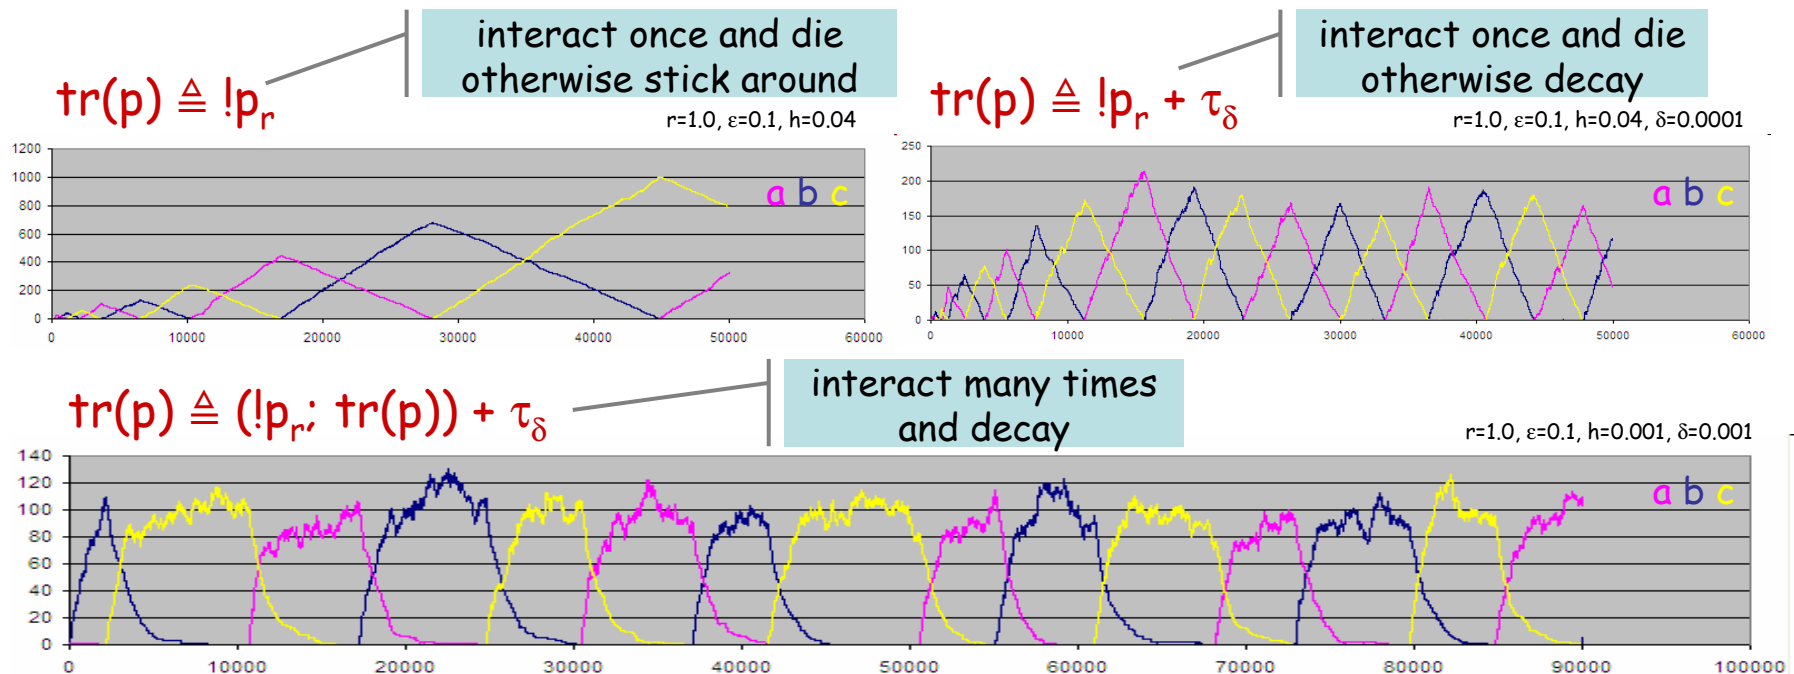 interact once and die
otherwise stick around
tr(p) ≜ !pᵣ
r=1.0, ε=0.1, h=0.04
1200
1000
800
600
400
200
0
a b c
0 10000 20000 30000 40000 50000 60000
interact once and die
otherwise decay
tr(p) ≜ !pᵣ + τ_δ
r=1.0, ε=0.1, h=0.04, δ=0.0001
250
200
150
100
50
0
a b c
0 10000 20000 30000 40000 50000 60000
interact many times
and decay
tr(p) ≜ (!pᵣ; tr(p)) + τ_δ
r=1.0, ε=0.1, h=0.001, δ=0.001
140
120
100
80
60
40
20
0
a b c
0 10000 20000 30000 40000 50000 60000 70000 80000 90000 100000